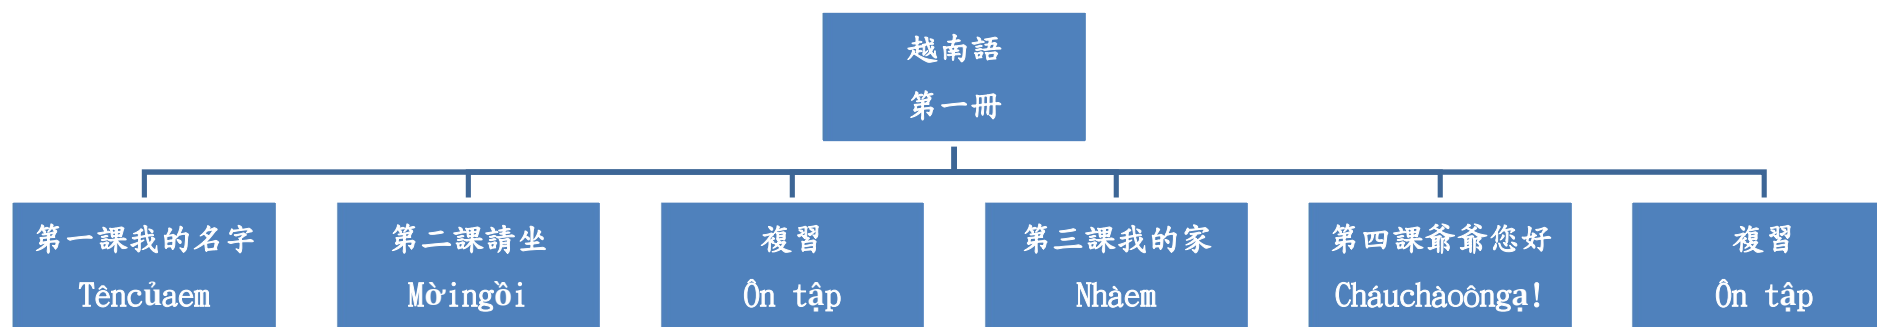 越南語
第一冊
第一課我的名字
Têncủaem
第二課請坐
Mờingồi
複習
Ôn tập
第三課我的家
Nhàem
第四課爺爺您好
Cháuchàoôngạ!
複習
Ôn tập